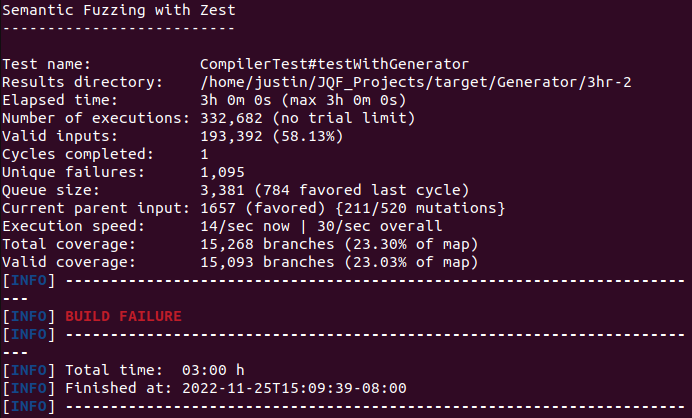 Semantic Fuzzing with Zest
--------------------------
Test name:            CompilerTest#testWithGenerator
Results directory:    /home/justin/JQF_Projects/target/Generator/3hr-2
Elapsed time:         3h 0m 0s (max 3h 0m 0s)
Number of executions: 332,682 (no trial limit)
Valid inputs:         193,392 (58.13%)
Cycles completed:     1
Unique failures:      1,095
Queue size:           3,381 (784 favored last cycle)
Current parent input: 1657 (favored) {211/520 mutations}
Execution speed:      14/sec now | 30/sec overall
Total coverage:       15,268 branches (23.30% of map)
Valid coverage:       15,093 branches (23.03% of map)
[INFO] ---------------------------------------------------------------------
---
[INFO] BUILD FAILURE
[INFO] ---------------------------------------------------------------------
---
[INFO] Total time:  03:00 h
[INFO] Finished at: 2022-11-25T15:09:39-08:00
[INFO] ---------------------------------------------------------------------